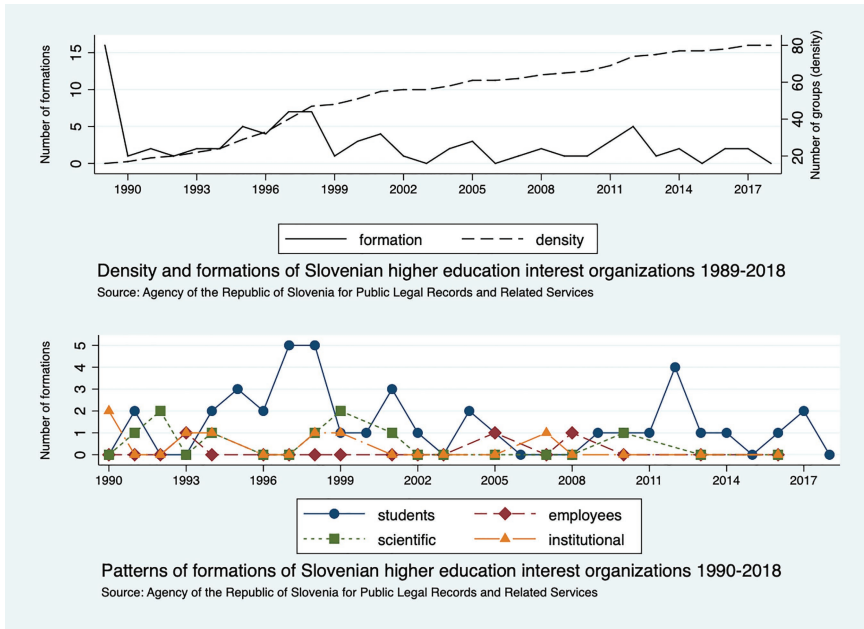 Number of formations
15
10
5
0
80
60
40
20
Number of groups (density)
1990 1993 1996 1999 2002 2005 2008 2011 2014 2017
formation density
Density and formations of Slovenian higher education interest organizations 1989-2018
Source: Agency of the Republic of Slovenia for Public Legal Records and Related Services
Number of formations
5
4
3
2
1
0
1990 1993 1996 1999 2002 2005 2008 2011 2014 2017
students employees
scientific institutional
Patterns of formations of Slovenian higher education interest organizations 1990-2018
Source: Agency of the Republic of Slovenia for Public Legal Records and Related Services